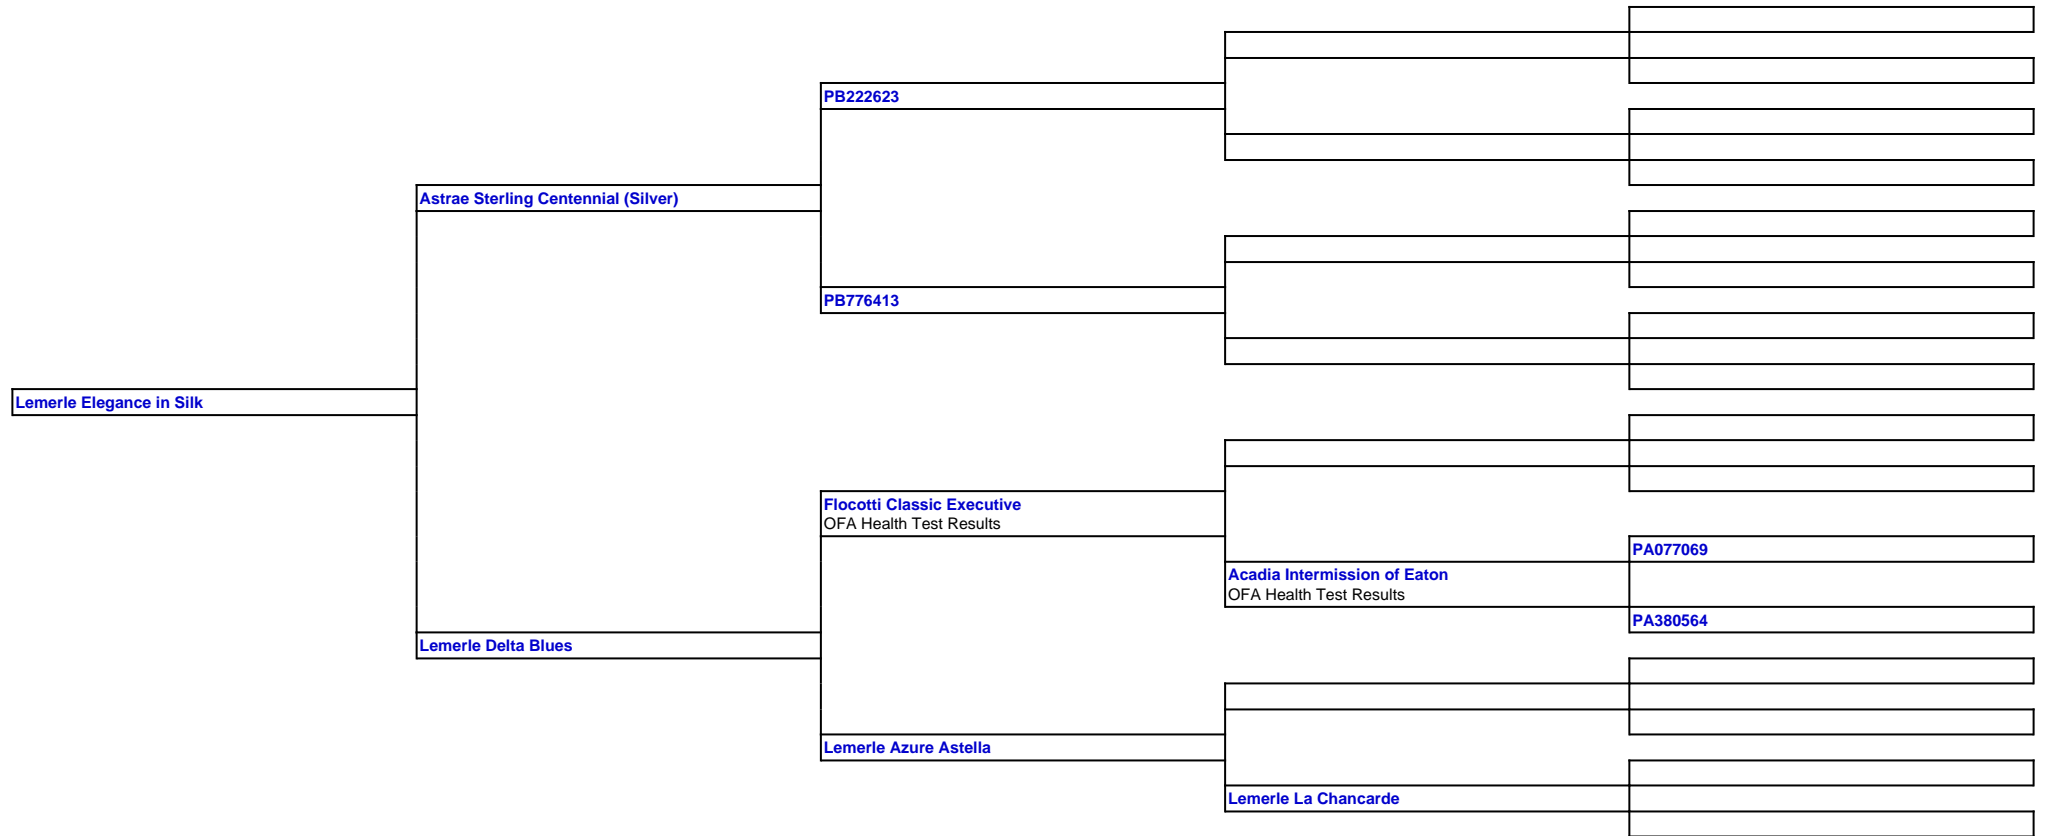 PB222623
Astrae Sterling Centennial (Silver)
PB776413
Lemerle Elegance in Silk
Flocotti Classic Executive
OFA Health Test Results
PA077069
Acadia Intermission of Eaton
OFA Health Test Results
PA380564
Lemerle Delta Blues
Lemerle Azure Astella
Lemerle La Chancarde